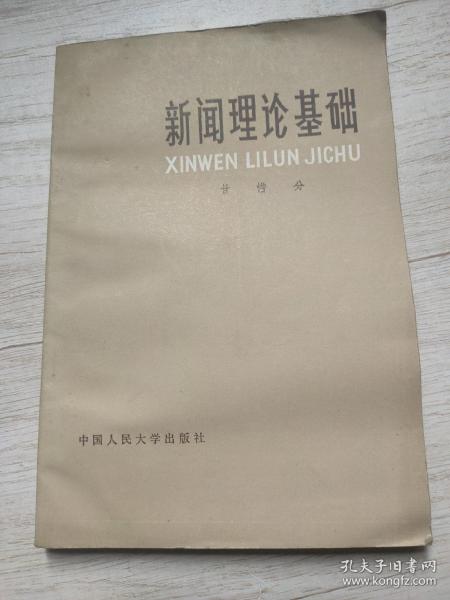 新闻理论基础
XINWEN LILUN JICHU
甘惜分
中国人民大学出版社
孔夫子旧书网
www.kongfz.com